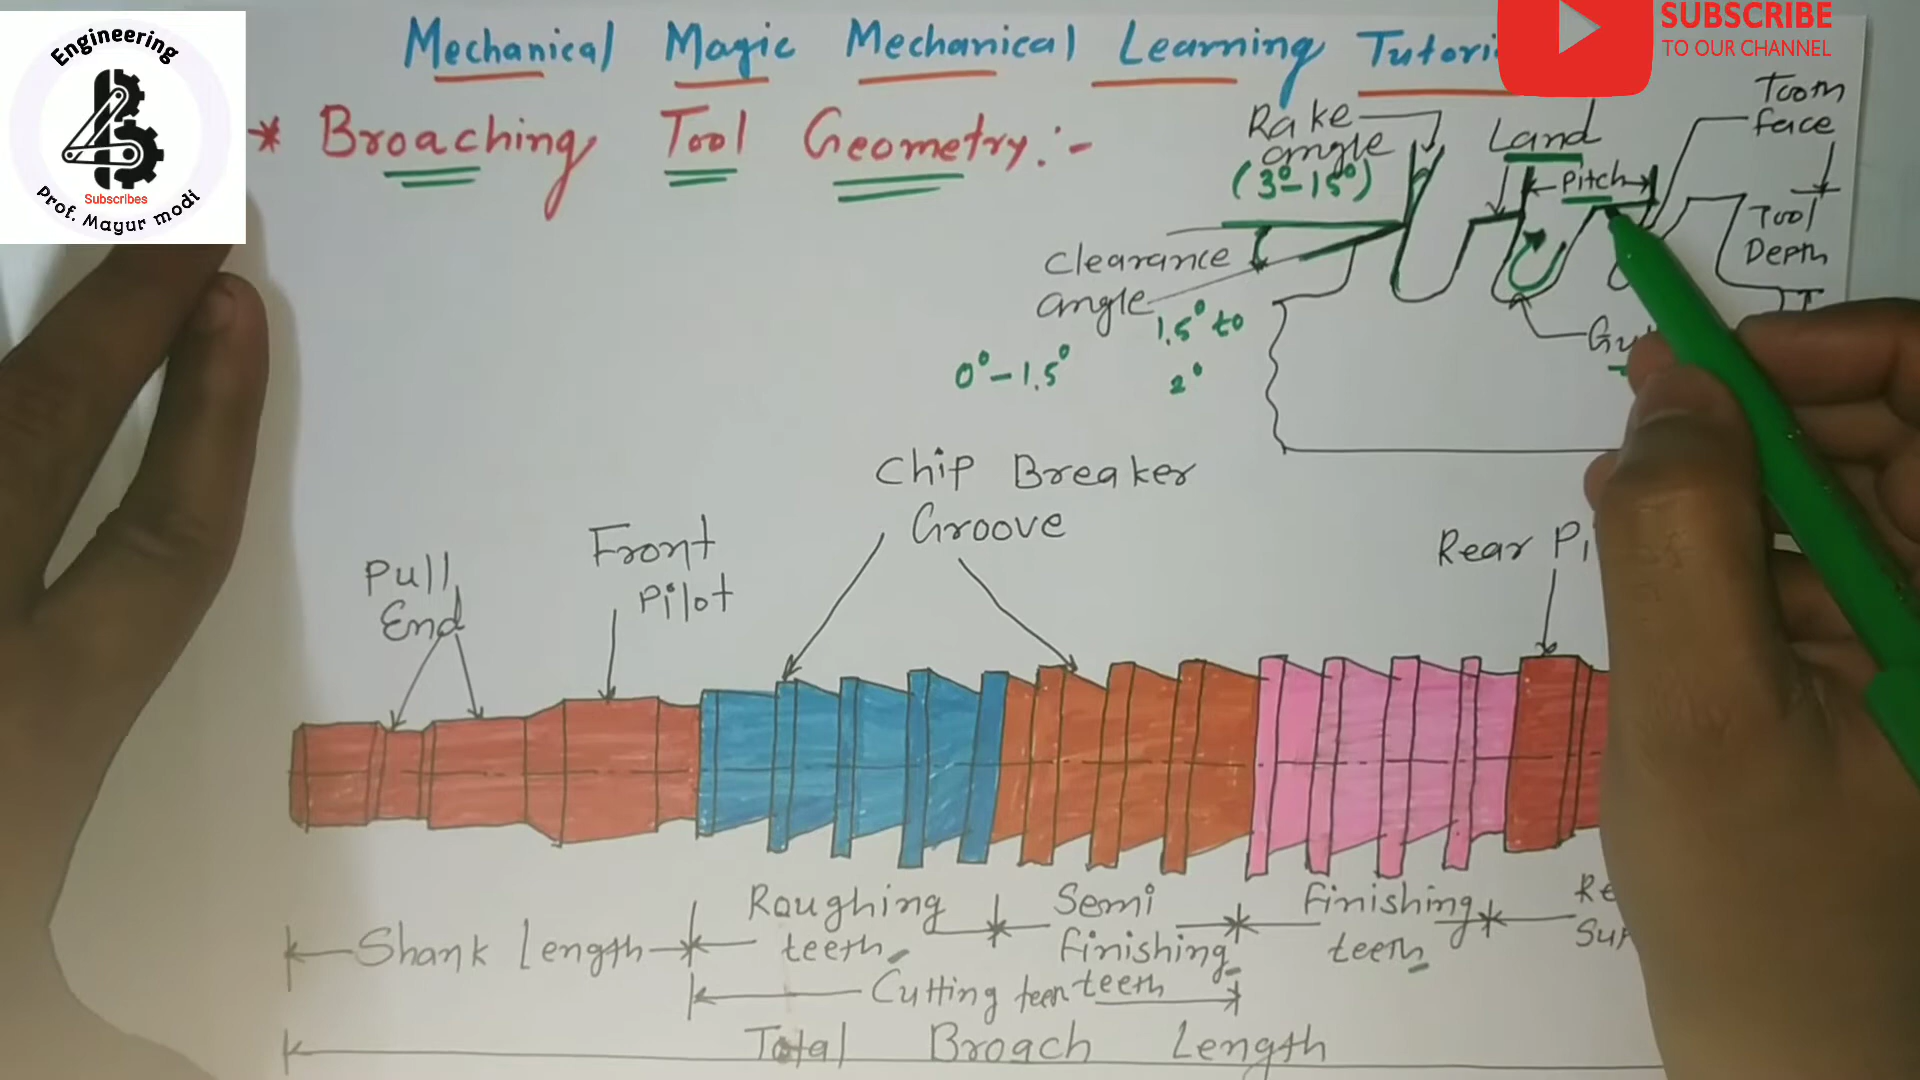 Engineering
Subscribes
Prof. Mayur modi
Mechanical Magic Mechanical Learning
SUBSCRIBE
TO OUR CHANNEL
* Broaching Tool Geometry:-
Rake
angle
(3°-15°)
Land
Pitch
Tooth
face
Tool
Depth
Clearance
angle
1.5° to
2°
0°-1.5°
Chip Breaker
Groove
Pull
End
Front
Pilot
Rear
Shank Length
Roughing
teeth
Semi
finishing
teeth
Finishing
teeth
Cutting teeth
Total Broach Length